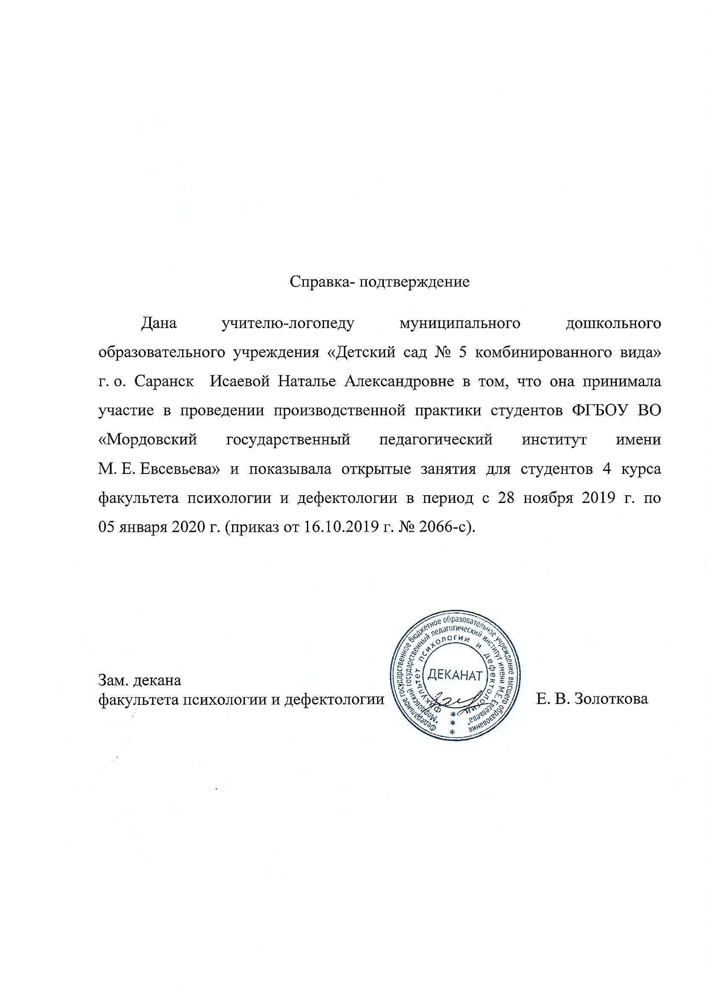 Справка- подтверждение
Дана учителю-логопеду муниципального дошкольного
образовательного учреждения «Детский сад № 5 комбинированного вида»
г. о. Саранск Исаевой Наталье Александровне в том, что она принимала
участие в проведении производственной практики студентов ФГБОУ ВО
«Мордовский государственный педагогический институт имени
М. Е. Евсевьева» и показывала открытые занятия для студентов 4 курса
факультета психологии и дефектологии в период с 28 ноября 2019 г. по
05 января 2020 г. (приказ от 16.10.2019 г. № 2066-с).
Зам. декана
факультета психологии и дефектологии
Е. В. Золоткова
Федеральное государственное бюджетное образовательное учреждение высшего образования
"Мордовский государственный педагогический институт имени М.Е. Евсевьева"
Факультет психологии и дефектологии
ДЕКАНАТ